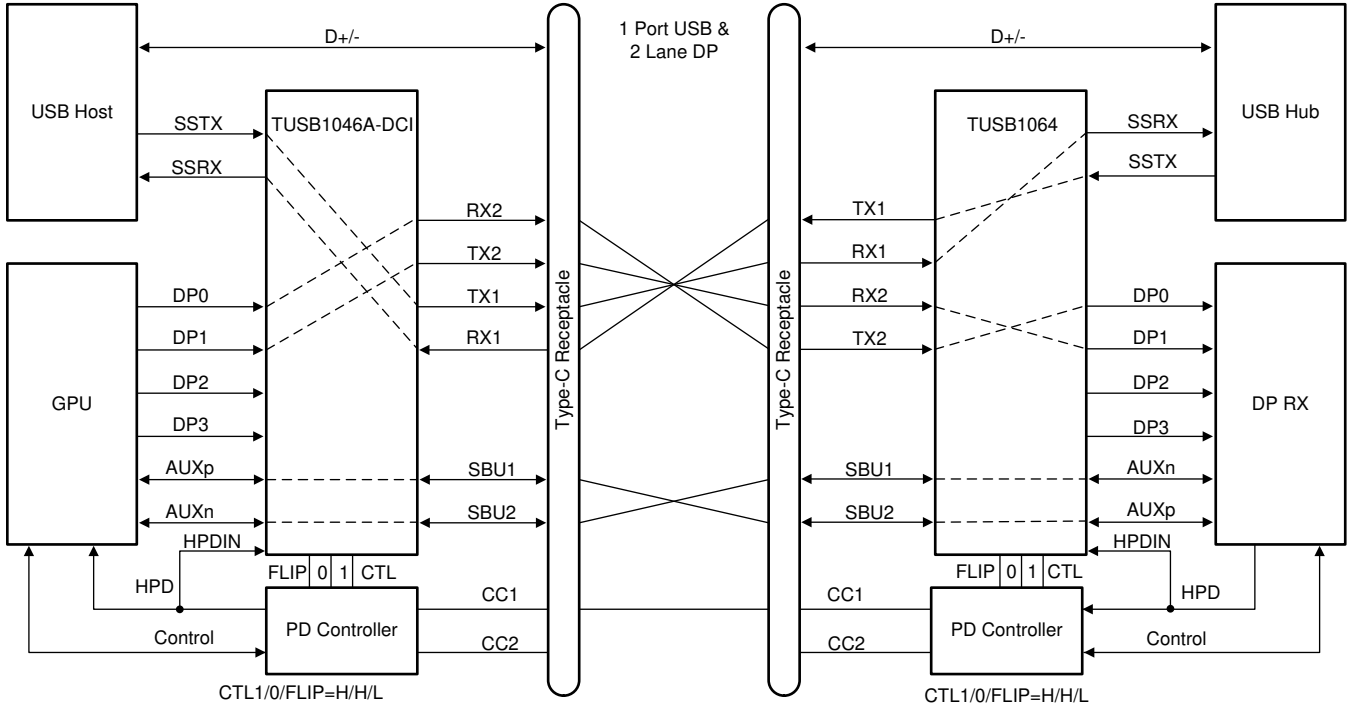 1 Port USB &
2 Lane DP
USB Host
D+/-
SSTX
SSRX
TUSB1046A-DCI
RX2
TX2
TX1
RX1
GPU
DP0
DP1
DP2
DP3
AUXp
AUXn
SBU1
SBU2
HPDIN
HPD
Control
FLIP 0 1 CTL
PD Controller
CC1
CC2
CTL1/0/FLIP=H/H/L
Type-C Receptacle
Type-C Receptacle
D+/-
TUSB1064
USB Hub
SSRX
SSTX
TX1
RX1
RX2
TX2
DP0
DP1
DP2
DP3
DP RX
SBU1
SBU2
AUXn
AUXp
HPDIN
HPD
Control
FLIP 0 1 CTL
PD Controller
CC1
CC2
CTL1/0/FLIP=H/H/L